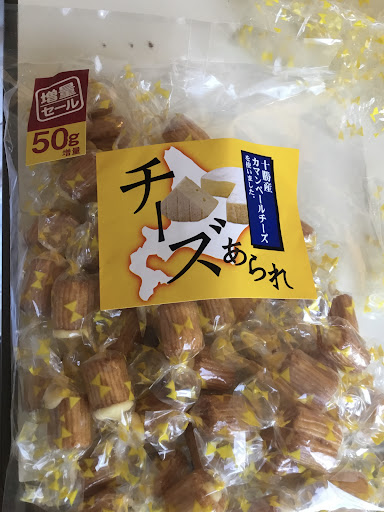 増量
セール
50g
増量
十勝産
カマンベールチーズ
を使いました。
チーズ
あられ